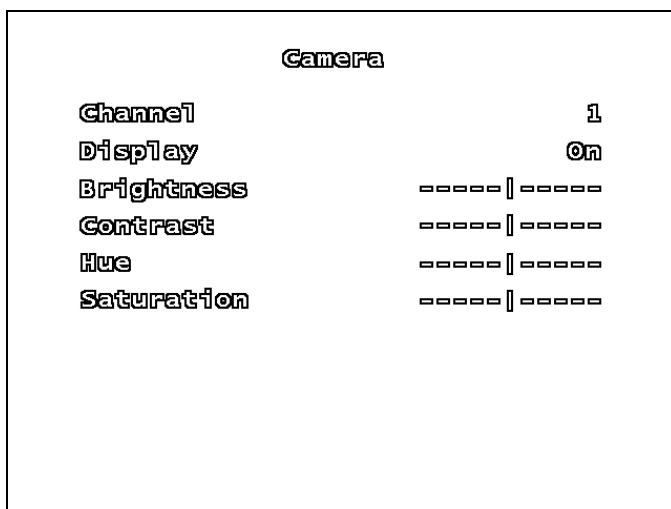 Camera
Channel 1
Display On
Brightness -----|-----
Contrast -----|-----
Hue -----|-----
Saturation -----|-----